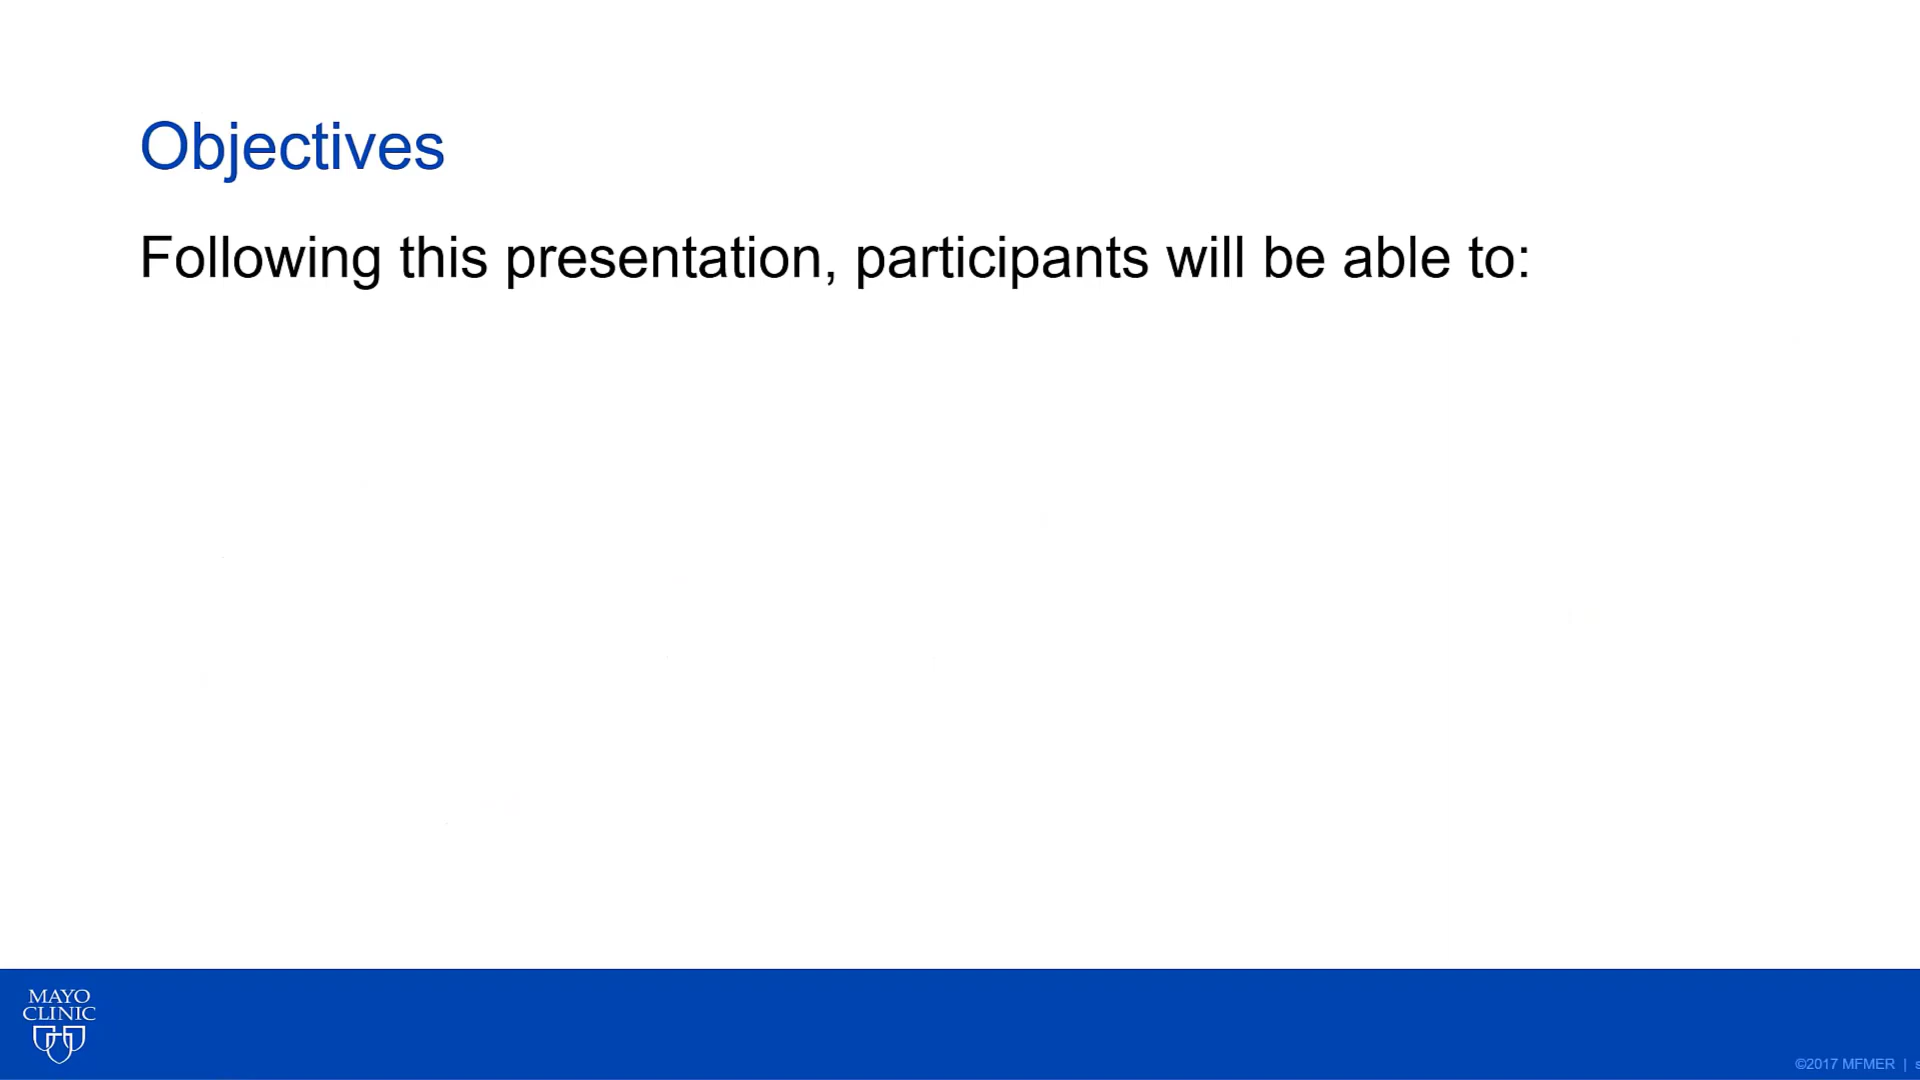 Objectives
Following this presentation, participants will be able to:
MAYO
CLINIC
©2017 MFMER |